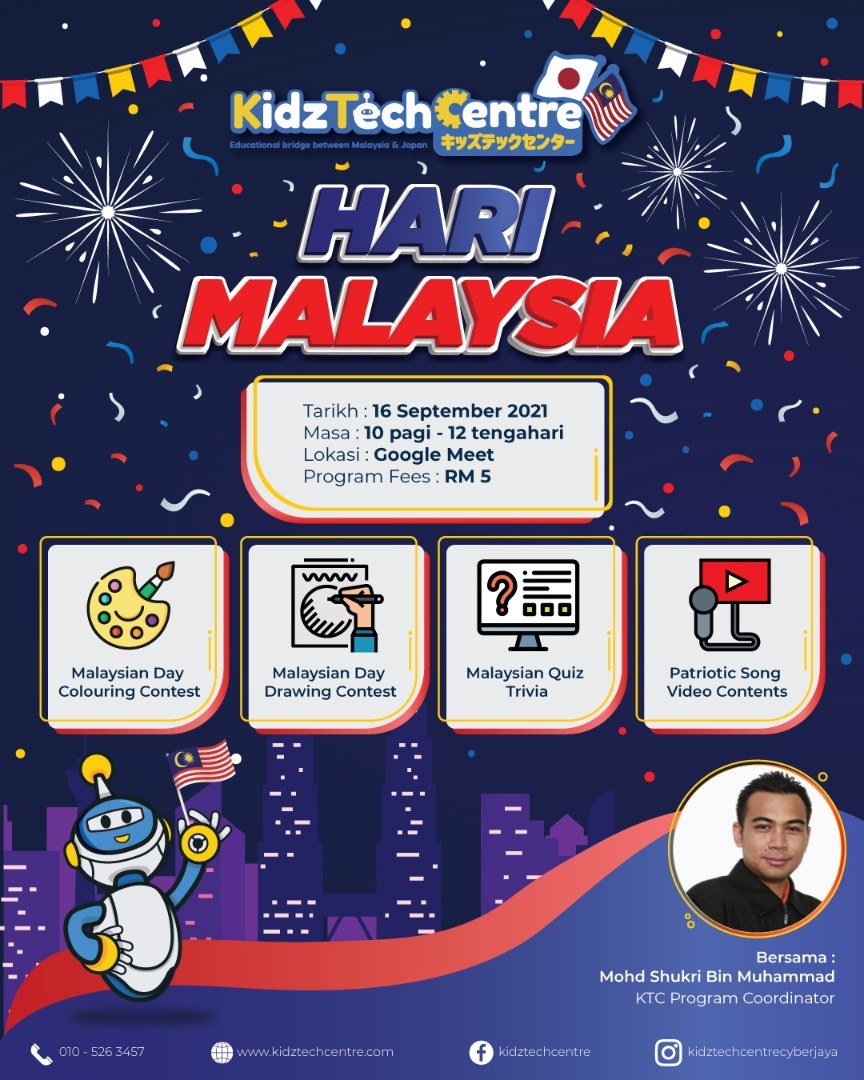 KidzTechCentre
Educational bridge between Malaysia & Japan
キッズテックセンター
HARI
MALAYSIA
Tarikh : 16 September 2021
Masa : 10 pagi - 12 tengahari
Lokasi : Google Meet
Program Fees : RM 5
Malaysian Day
Colouring Contest
Malaysian Day
Drawing Contest
Malaysian Quiz
Trivia
Patriotic Song
Video Contents
Bersama :
Mohd Shukri Bin Muhammad
KTC Program Coordinator
010 - 526 3457
www.kidztechcentre.com
kidztechcentre
kidztechcentrecyberjaya